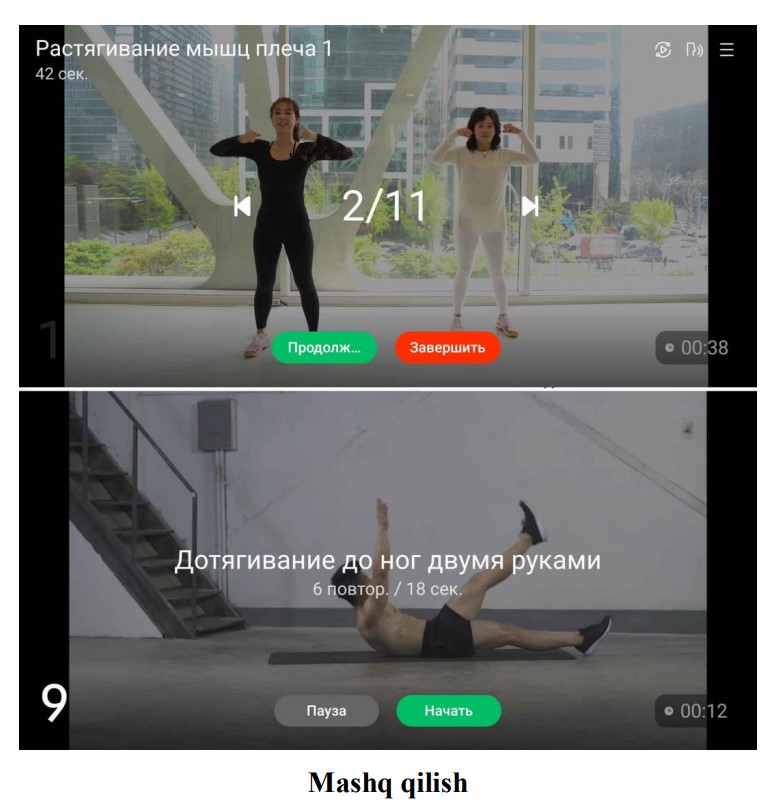 Растягивание мышц плеча 1
42 сек.
2/11
1
Продолж...
Завершить
00:38
Дотягивание до ног двумя руками
6 повтор. / 18 сек.
9
Пауза
Начать
00:12
Mashq qilish